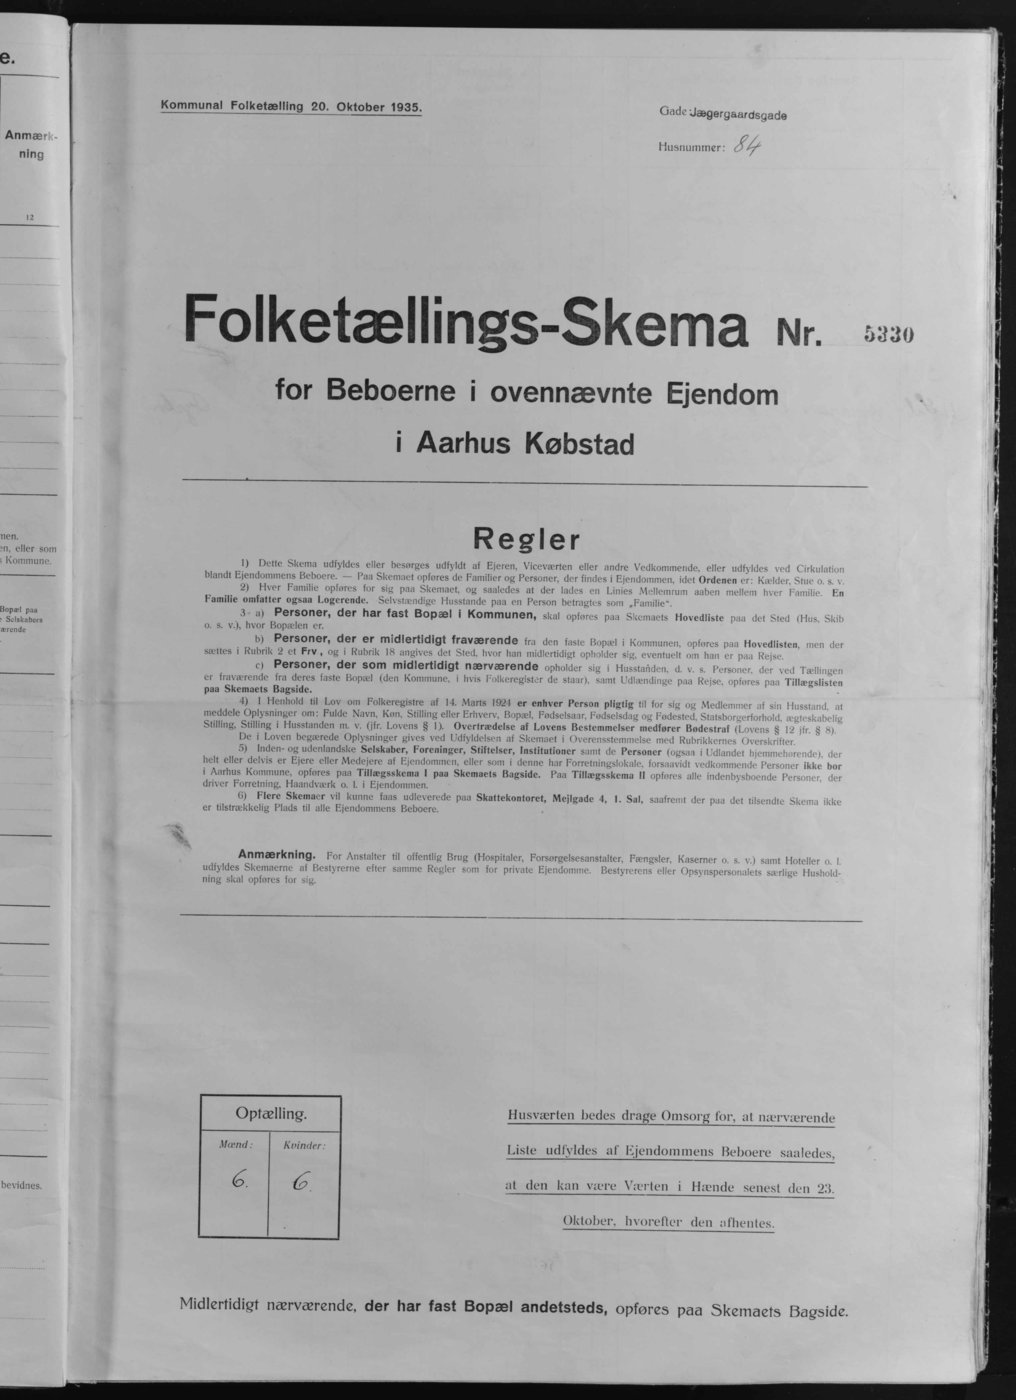 e.
Anmærk-
ning
12
men.
en, eller som
Kommune.
Bopæl paa
e Selskabers
ærende
bevidnes.
Kommunal Folketælling 20. Oktober 1935.
Gade: Jægergaardsgade
Husnummer: 84
Folketællings-Skema Nr. 5330
for Beboerne i ovennævnte Ejendom
i Aarhus Købstad
Regler
1) Dette Skema udfyldes eller besørges udfyldt af Ejeren, Viceværten eller andre Vedkommende, eller udfyldes ved Cirkulation
blandt Ejendommens Beboere. — Paa Skemaet opføres de Familier og Personer, der findes i Ejendommen, idet Ordenen er: Kælder, Stue o. s. v.
2) Hver Familie opføres for sig paa Skemaet, og saaledes at der lades en Linies Mellemrum aaben mellem hver Familie. En
Familie omfatter ogsaa Logerende. Selvstændige Husstande paa en Person betragtes som „Familie".
3- a) Personer, der har fast Bopæl i Kommunen, skal opføres paa Skemaets Hovedliste paa det Sted (Hus, Skib
o. s. v.), hvor Bopælen er.
b) Personer, der er midlertidigt fraværende fra den faste Bopæl i Kommunen, opføres paa Hovedlisten, men der
sættes i Rubrik 2 et Frv., og i Rubrik 18 angives det Sted, hvor han midlertidigt opholder sig, eventuelt om han er paa Rejse.
c) Personer, der som midlertidigt nærværende opholder sig i Husstanden, d. v. s. Personer, der ved Tællingen
er fraværende fra deres faste Bopæl (den Kommune, i hvis Folkeregister de staar), samt Udlændinge paa Rejse, opføres paa Tillægslisten
paa Skemaets Bagside.
4) I Henhold til Lov om Folkeregistre af 14. Marts 1924 er enhver Person pligtig til for sig og Medlemmer af sin Husstand, at
meddele Oplysninger om: Fulde Navn, Køn, Stilling eller Erhverv, Bopæl, Fødselsaar, Fødselsdag og Fødested, Statsborgerforhold, ægteskabelig
Stilling, Stilling i Husstanden m. v. (jfr. Lovens § 1). Overtrædelse af Lovens Bestemmelser medfører Bødestraf (Lovens § 12 jfr. § 8).
De i Loven begærede Oplysninger gives ved Udfyldelsen af Skemaet i Overensstemmelse med Rubrikkernes Overskrifter.
5) Inden- og udenlandske Selskaber, Foreninger, Stiftelser, Institutioner samt de Personer (ogsaa i Udlandet hjemmehørende), der
helt eller delvis er Ejere eller Medejere af Ejendommen, eller som i denne har Forretningslokale, forsaavidt vedkommende Personer ikke bor
i Aarhus Kommune, opføres paa Tillægsskema I paa Skemaets Bagside. Paa Tillægsskema II opføres alle indenbysboende Personer, der
driver Forretning, Haandværk o. l. i Ejendommen.
6) Flere Skemaer vil kunne faas udleverede paa Skattekontoret, Mejlgade 4, 1. Sal, saafremt der paa det tilsendte Skema ikke
er tilstrækkelig Plads til alle Ejendommens Beboere.
Anmærkning. For Anstalter til offentlig Brug (Hospitaler, Forsørgelsesanstalter, Fængsler, Kaserner o. s. v.) samt Hoteller o. l.
udfyldes Skemaerne af Bestyrerne efter samme Regler som for private Ejendomme. Bestyrerens eller Opsynspersonalets særlige Hushold-
ning skal opføres for sig.
Optælling.
Mænd: Kvinder:
6. 6.
Husværten bedes drage Omsorg for, at nærværende
Liste udfyldes af Ejendommens Beboere saaledes,
at den kan være Værten i Hænde senest den 23.
Oktober, hvorefter den afhentes.
Midlertidigt nærværende, der har fast Bopæl andetsteds, opføres paa Skemaets Bagside.